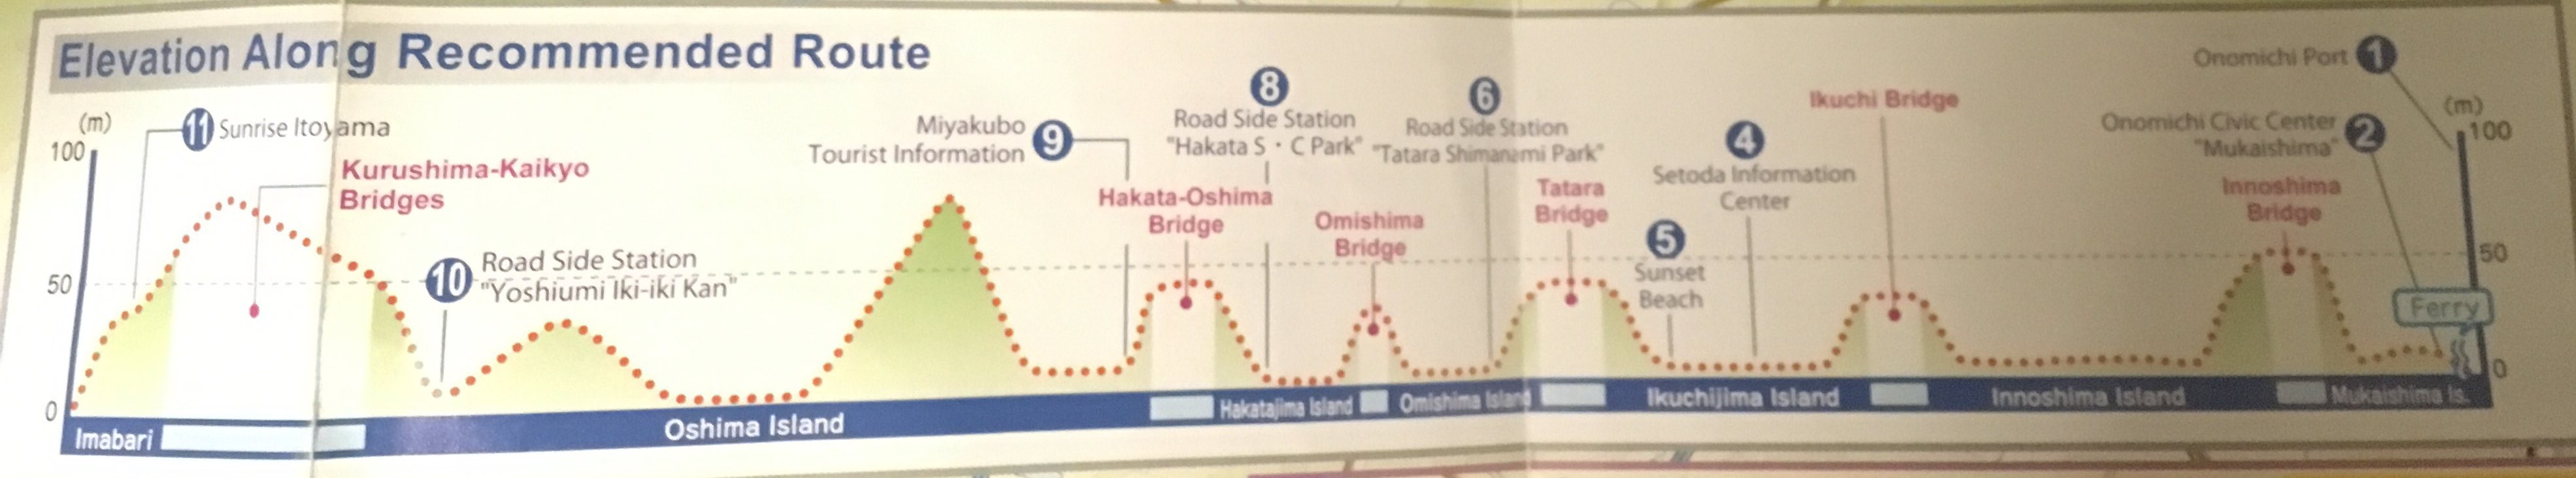 Elevation Along Recommended Route
(m)
100
50
0
11 Sunrise Itoyama
Kurushima-Kaikyo
Bridges
10 Road Side Station
"Yoshiumi Iki-iki Kan"
Miyakubo
Tourist Information 9
8
Road Side Station
"Hakata S・C Park"
Hakata-Oshima
Bridge
Omishima
Bridge
6
Road Side Station
"Tatara Shimanami Park"
Tatara
Bridge
5
Sunset
Beach
4
Setoda Information
Center
Ikuchi Bridge
Onomichi Port 1
Onomichi Civic Center
"Mukaishima" 2
Innoshima
Bridge
(m)
100
50
Ferry
0
Imabari
Oshima Island
Hakatajima Island
Omishima Island
Ikuchijima Island
Innoshima Island
Mukaishima Is.